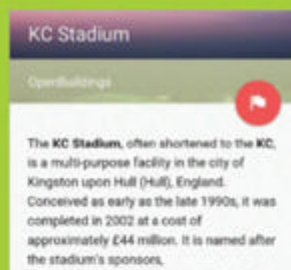 KC Stadium
OpenBuildings
The KC Stadium, often shortened to the KC,
is a multi-purpose facility in the city of
Kingston upon Hull (Hull), England.
Conceived as early as the late 1990s, it was
completed in 2002 at a cost of
approximately £44 million. It is named after
the stadium's sponsors,